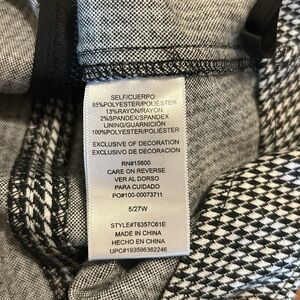 SELF/CUERPO:
85%POLYESTER/POLIÉSTER
13%RAYON/RAYÓN
2%SPANDEX/SPANDEX
LINING/GUARNICIÓN
100%POLYESTER/POLIÉSTER
EXCLUSIVE OF DECORATION
EXCLUSIVO DE DECORACION
RN#15600
CARE ON REVERSE
VER AL DORSO
PARA CUIDADO
PO#100-00073711
5/27W
STYLE#T6357C61E
MADE IN CHINA
HECHO EN CHINA
UPC#193596362246